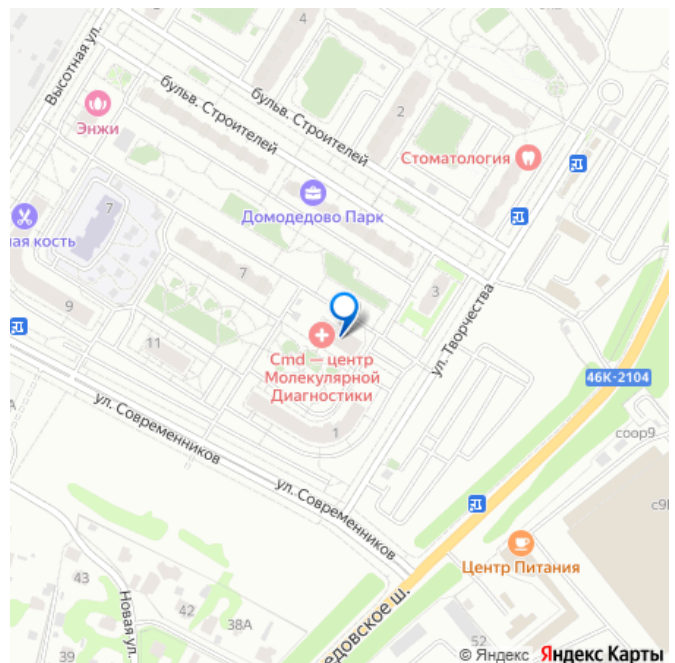 4
Высотная ул.
бульв. Строителей
бульв. Строителей
2
Энжи
Стоматология
Домодедово Парк
7
ная кость
7
3
9
ул. Творчества
11
Cmd — центр
Молекулярной
Диагностики
46К-2104
ул. Современников
1
coop9
ул. Современников
с9
Центр Питания
43
42
Новая ул.
38А
едовское ш.
39
52
© Яндекс Яндекс Карты